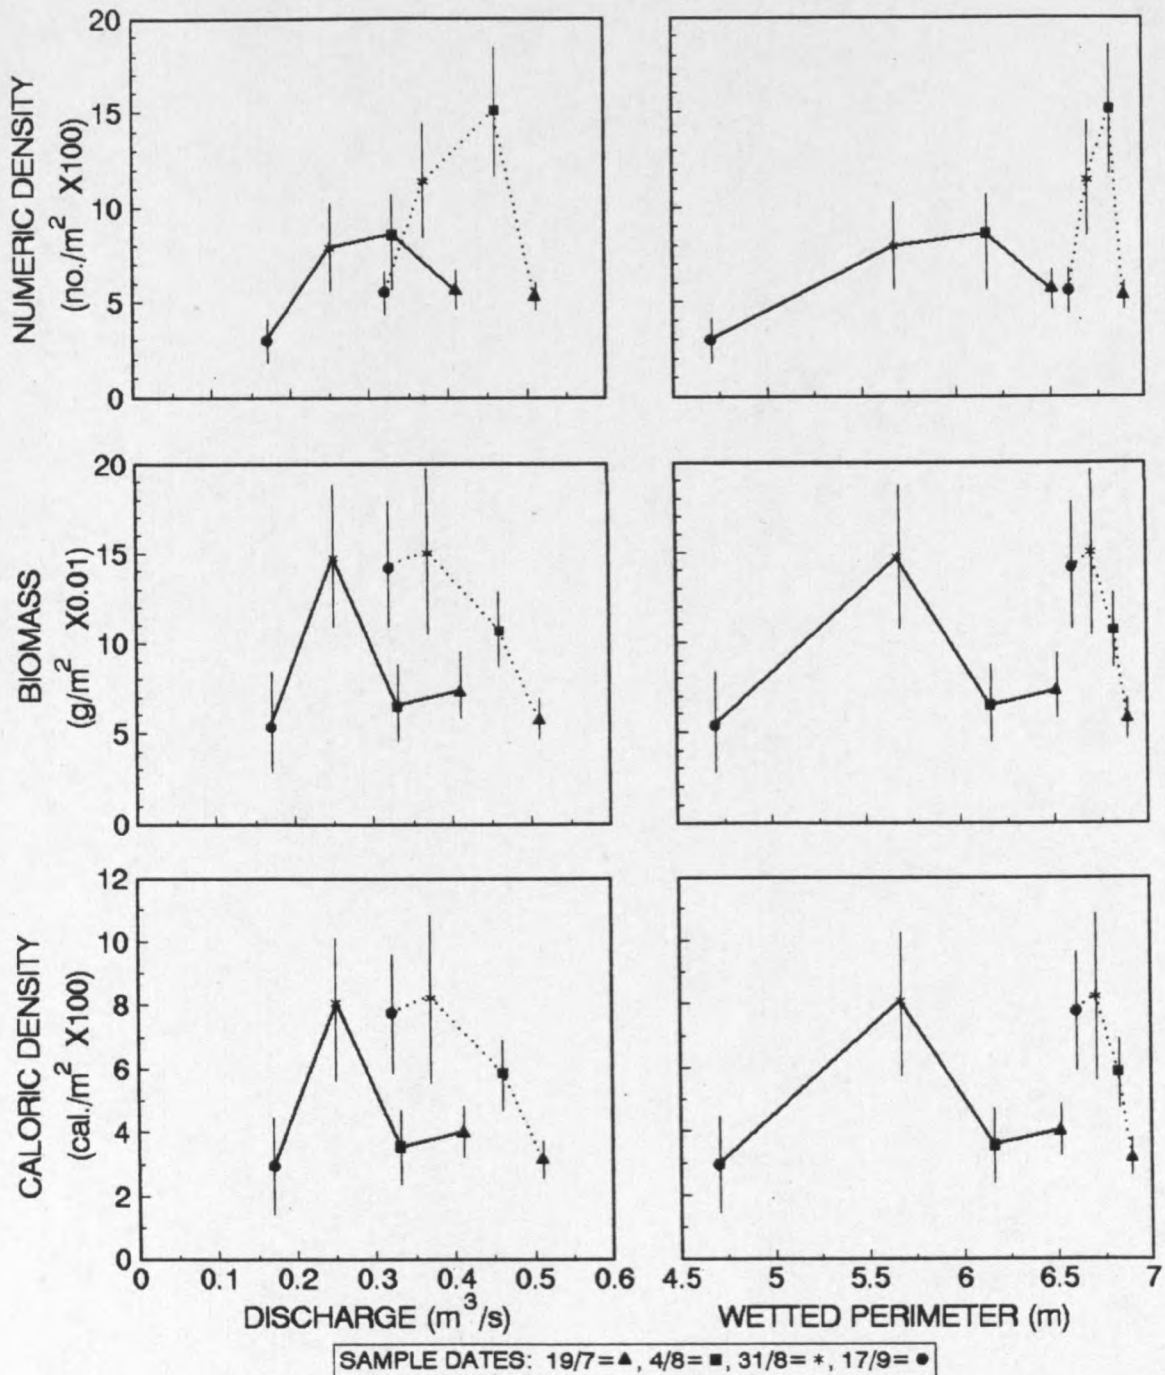 NUMERIC DENSITY
(no./m² X100)
20
15
10
5
0
BIOMASS
(g/m² X0.01)
20
15
10
5
0
CALORIC DENSITY
(cal./m² X100)
12
10
8
6
4
2
0
0 0.2 0.3 0.4 0.5 0.6
4.5 5 5.5 6 6.5 7
DISCHARGE (m³/s)
WETTED PERIMETER (m)
SAMPLE DATES: 19/7=▲, 4/8=■, 31/8=*, 17/9=●